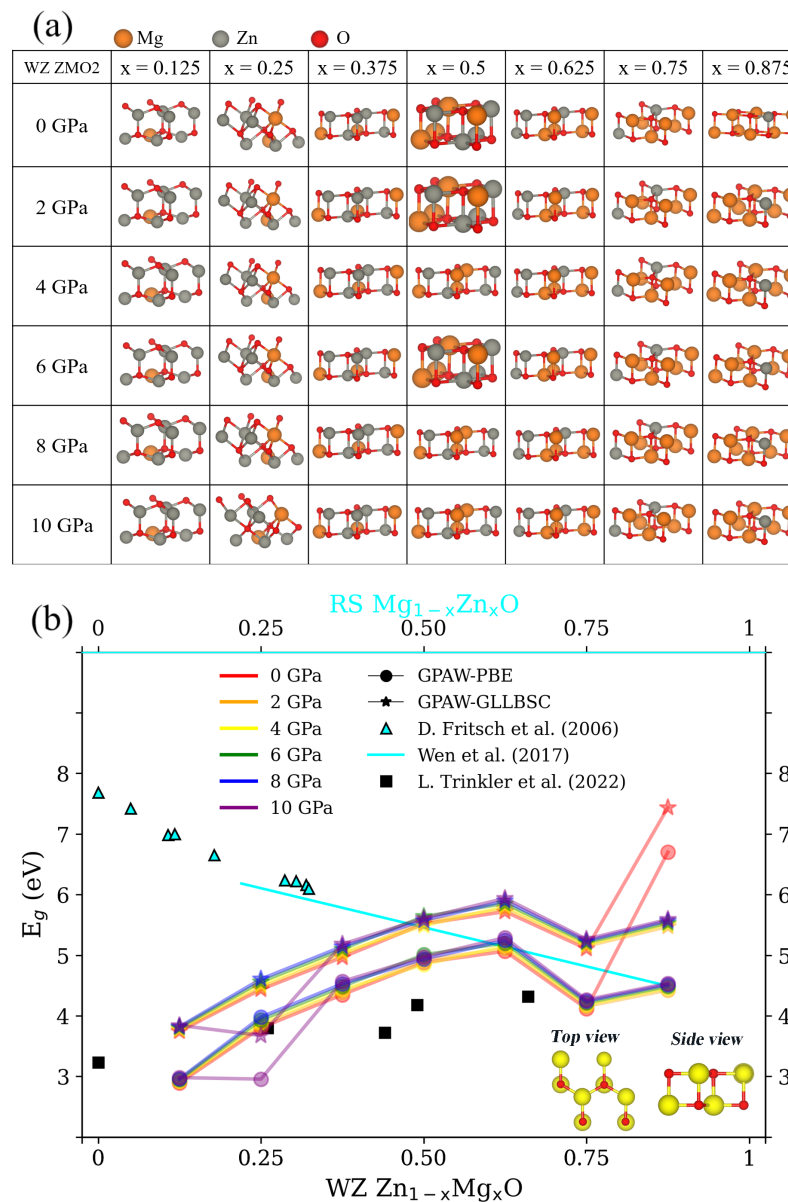 (a)
Mg Zn O
WZ ZMO2 x = 0.125 x = 0.25 x = 0.375 x = 0.5 x = 0.625 x = 0.75 x = 0.875
0 GPa
2 GPa
4 GPa
6 GPa
8 GPa
10 GPa
(b)
RS Mg₁₋ₓZnₓO
0 0.25 0.50 0.75 1
0 GPa
2 GPa
4 GPa
6 GPa
8 GPa
10 GPa
GPAW-PBE
GPAW-GLLBSC
D. Fritsch et al. (2006)
Wen et al. (2017)
L. Trinkler et al. (2022)
8 8
7 7
6 6
5 5
4 4
3 3
E_g (eV)
Top view Side view
0 0.25 0.50 0.75 1
WZ Zn₁₋ₓMgₓO